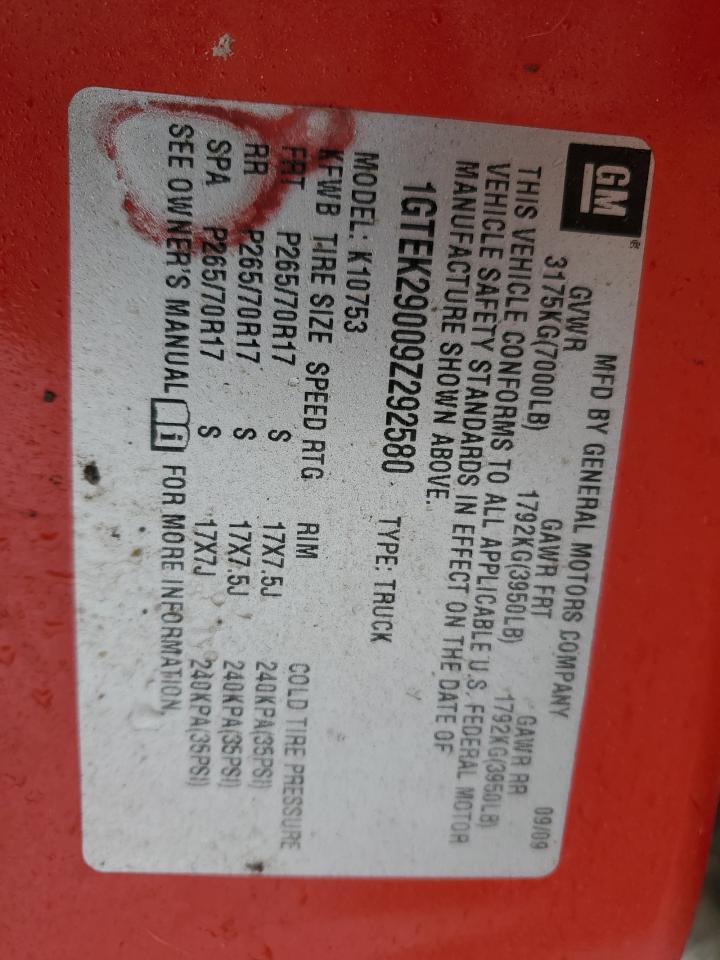 GM ®
MFD BY GENERAL MOTORS COMPANY 09/09
GVWR GAWR FRT GAWR RR
3175KG(7000LB) 1792KG(3950LB) 1792KG(3950LB)
THIS VEHICLE CONFORMS TO ALL APPLICABLE U.S. FEDERAL MOTOR
VEHICLE SAFETY STANDARDS IN EFFECT ON THE DATE OF
MANUFACTURE SHOWN ABOVE.
1GTEK29009Z292580 TYPE: TRUCK
MODEL: K10753
KFWB TIRE SIZE SPEED RTG RIM COLD TIRE PRESSURE
FRT P265/70R17 S 17X7.5J 240KPA(35PSI)
RR P265/70R17 S 17X7.5J 240KPA(35PSI)
SPA P265/70R17 S 17X7J 240KPA(35PSI)
SEE OWNER'S MANUAL i FOR MORE INFORMATION.